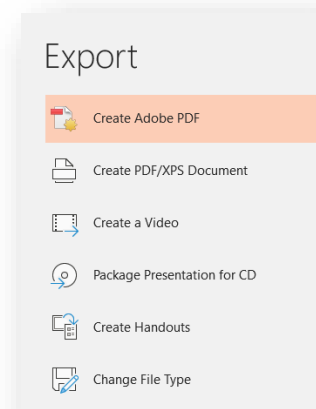 Export
Create Adobe PDF
Create PDF/XPS Document
Create a Video
Package Presentation for CD
Create Handouts
Change File Type